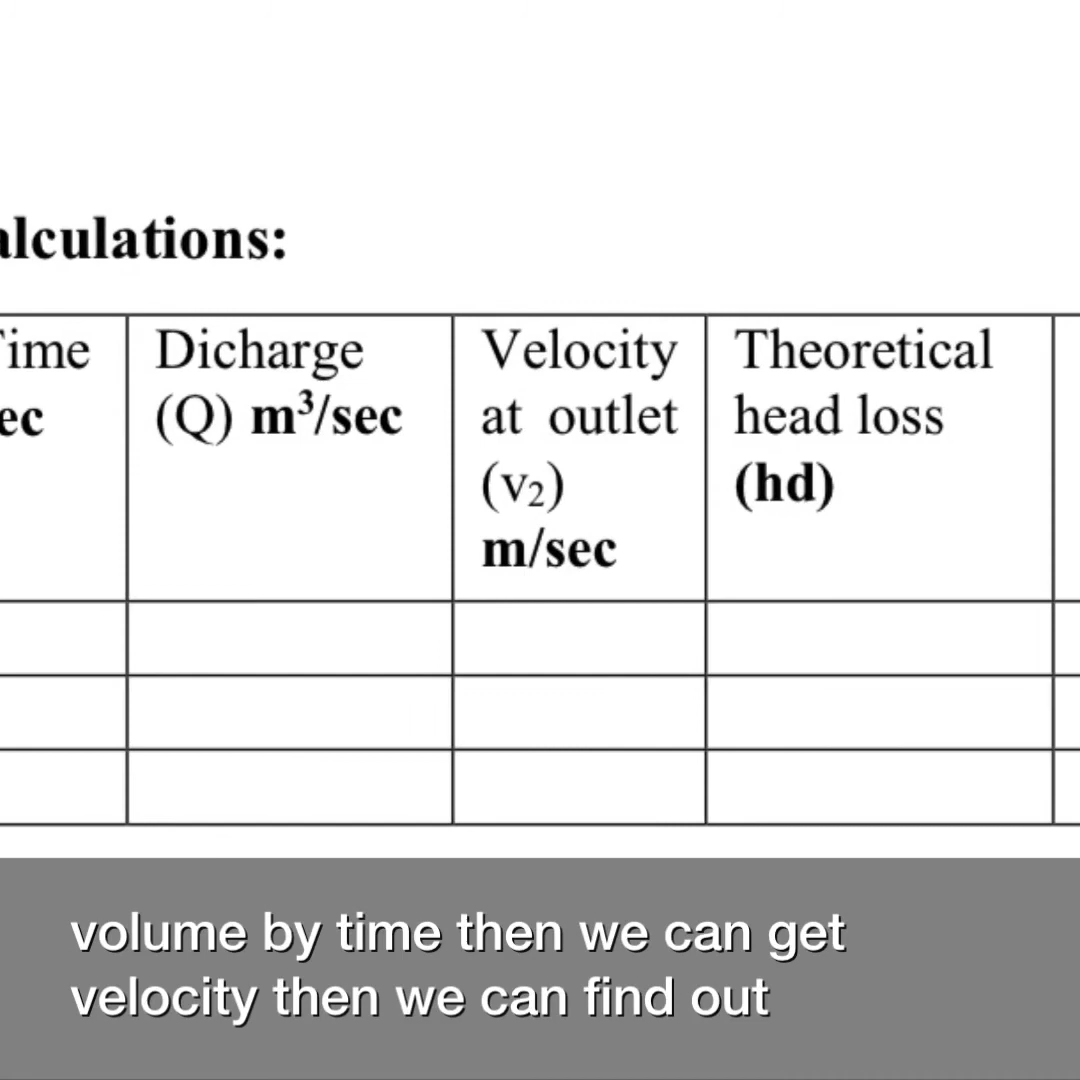 alculations:
ime
ec
Dicharge
(Q) m³/sec
Velocity
at outlet
(v₂)
m/sec
Theoretical
head loss
(hd)
volume by time then we can get
velocity then we can find out